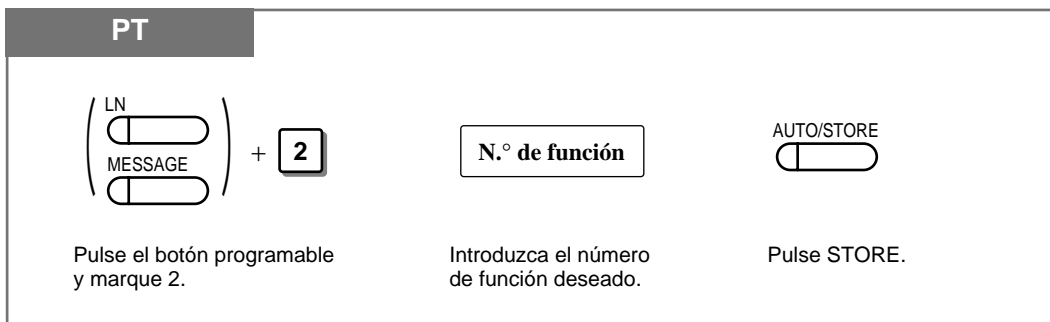 PT
LN
MESSAGE
+ 2
N.° de función
AUTO/STORE
Pulse el botón programable
y marque 2.
Introduzca el número
de función deseado.
Pulse STORE.